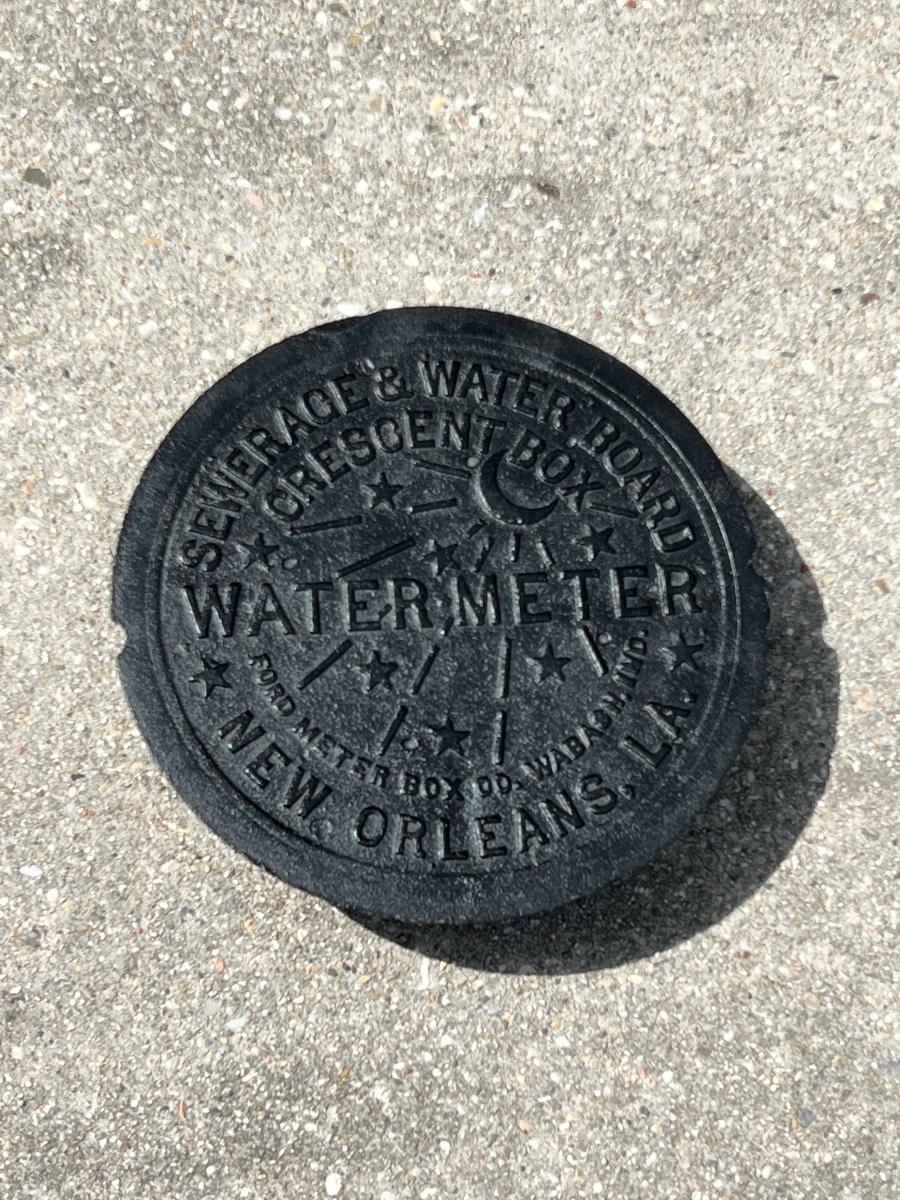 SEWERAGE & WATER BOARD
CRESCENT BOX
WATER METER
FORD METER BOX CO. WABASH, IND.
NEW ORLEANS, LA.